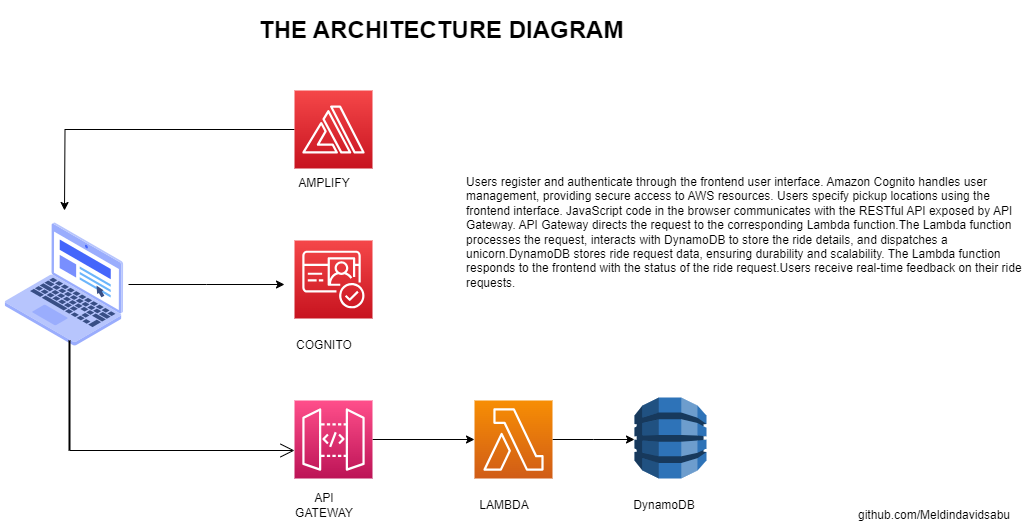 THE ARCHITECTURE DIAGRAM
AMPLIFY
Users register and authenticate through the frontend user interface. Amazon Cognito handles user
management, providing secure access to AWS resources. Users specify pickup locations using the
frontend interface. JavaScript code in the browser communicates with the RESTful API exposed by API
Gateway. API Gateway directs the request to the corresponding Lambda function.The Lambda function
processes the request, interacts with DynamoDB to store the ride details, and dispatches a
unicorn.DynamoDB stores ride request data, ensuring durability and scalability. The Lambda function
responds to the frontend with the status of the ride request.Users receive real-time feedback on their ride
requests.
COGNITO
</>
API
GATEWAY
LAMBDA
DynamoDB
github.com/Meldindavidsabu